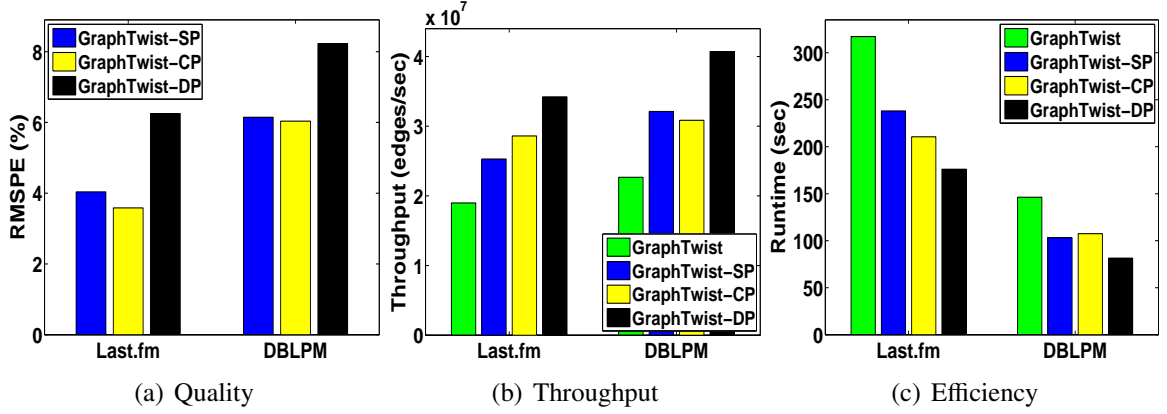 8
6
4
2
0
RMSPE (%)
GraphTwist-SP
GraphTwist-CP
GraphTwist-DP
Last.fm DBLPM
(a) Quality
x 10^7
4
3
2
1
0
Throughput (edges/sec)
GraphTwist
GraphTwist-SP
GraphTwist-CP
GraphTwist-DP
Last.fm DBLPM
(b) Throughput
300
250
200
150
100
50
0
Runtime (sec)
GraphTwist
GraphTwist-SP
GraphTwist-CP
GraphTwist-DP
Last.fm DBLPM
(c) Efficiency